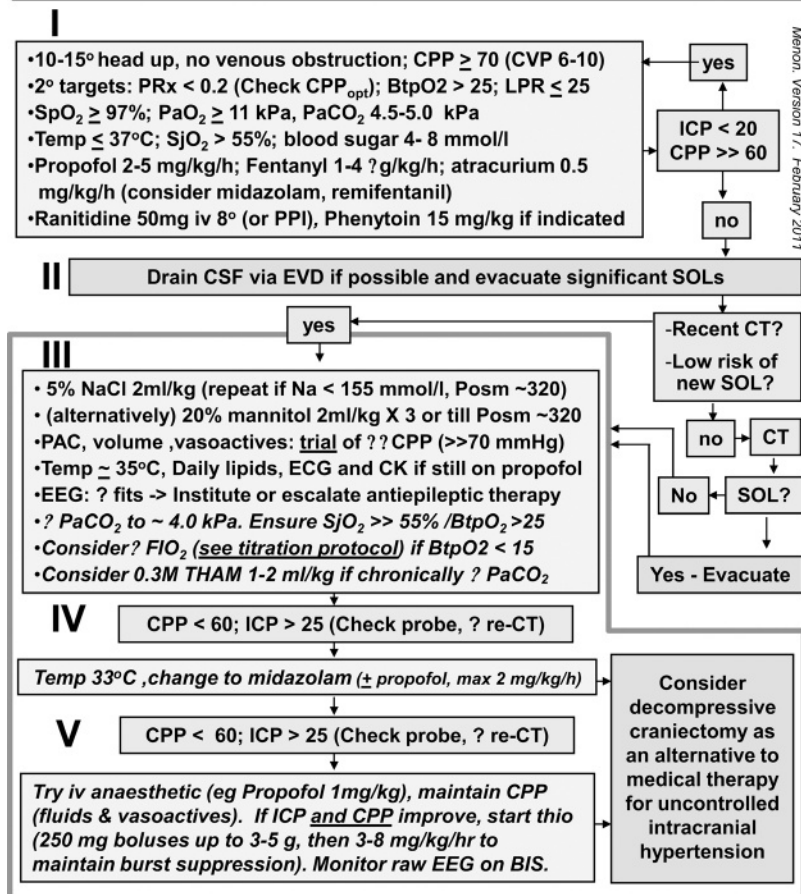 I
•10-15º head up, no venous obstruction; CPP ≥ 70 (CVP 6-10)
•2º targets: PRx < 0.2 (Check CPPopt); BtpO2 > 25; LPR ≤ 25
•SpO2 ≥ 97%; PaO2 ≥ 11 kPa, PaCO2 4.5-5.0 kPa
•Temp ≤ 37ºC; SjO2 > 55%; blood sugar 4- 8 mmol/l
•Propofol 2-5 mg/kg/h; Fentanyl 1-4 ?g/kg/h; atracurium 0.5
mg/kg/h (consider midazolam, remifentanil)
•Ranitidine 50mg iv 8º (or PPI), Phenytoin 15 mg/kg if indicated
yes
ICP < 20
CPP >> 60
no
Menon. Version 17. February 2011
II
Drain CSF via EVD if possible and evacuate significant SOLs
yes
-Recent CT?
-Low risk of
new SOL?
no
CT
SOL?
No
Yes - Evacuate
III
• 5% NaCl 2ml/kg (repeat if Na < 155 mmol/l, Posm ~320)
• (alternatively) 20% mannitol 2ml/kg X 3 or till Posm ~320
•PAC, volume ,vasoactives: trial of ??CPP (>>70 mmHg)
•Temp ~ 35ºC, Daily lipids, ECG and CK if still on propofol
•EEG: ? fits -> Institute or escalate antiepileptic therapy
•? PaCO2 to ~ 4.0 kPa. Ensure SjO2 >> 55% /BtpO2 >25
•Consider? FIO2 (see titration protocol) if BtpO2 < 15
•Consider 0.3M THAM 1-2 ml/kg if chronically ? PaCO2
IV
CPP < 60; ICP > 25 (Check probe, ? re-CT)
Temp 33ºC ,change to midazolam (± propofol, max 2 mg/kg/h)
V
CPP < 60; ICP > 25 (Check probe, ? re-CT)
Try iv anaesthetic (eg Propofol 1mg/kg), maintain CPP
(fluids & vasoactives). If ICP and CPP improve, start thio
(250 mg boluses up to 3-5 g, then 3-8 mg/kg/hr to
maintain burst suppression). Monitor raw EEG on BIS.
Consider
decompressive
craniectomy as
an alternative to
medical therapy
for uncontrolled
intracranial
hypertension